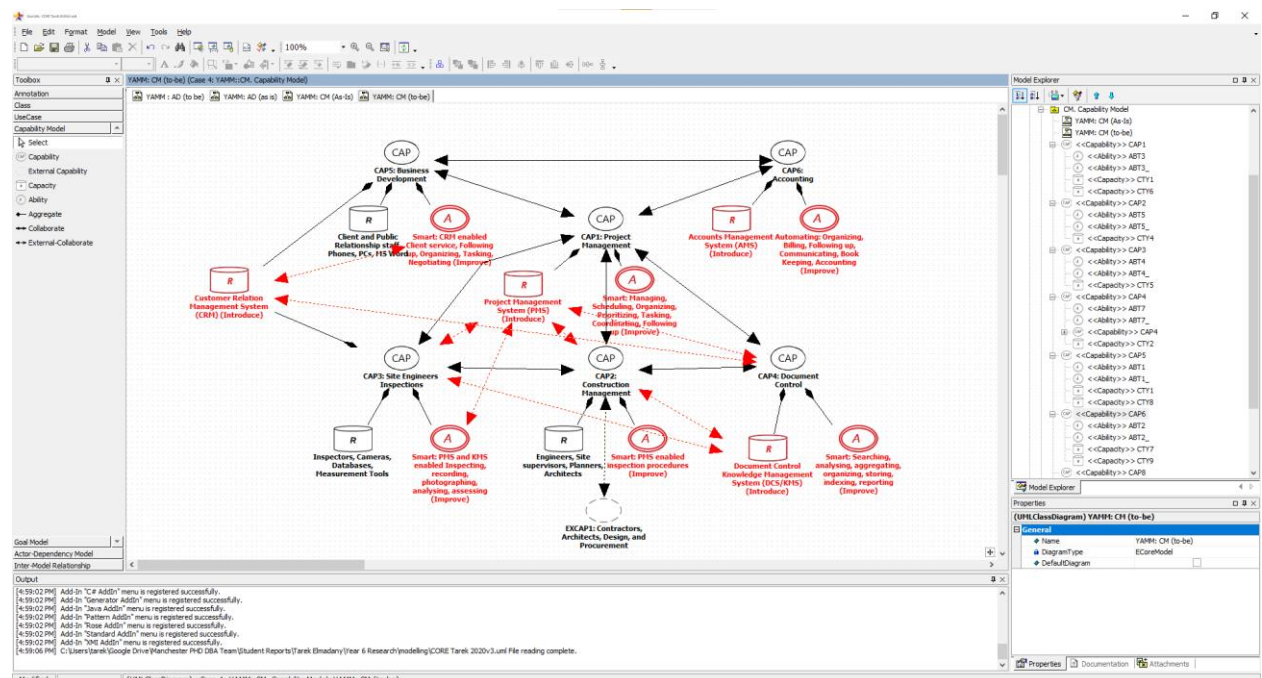 File Edit Format Model View Tools Help
100%
Toolbox
Annotation
Class
UseCase
Capability Model
Select
Capability
External Capability
Capacity
Ability
Aggregate
Collaborate
External-Collaborate
Goal Model
Actor-Dependency Model
Inter-Model Relationship
YAMM: CM (to-be) (Case 4: YAMM::CM. Capability Model)
YAMM : AD (to be) YAMM: AD (as is) YAMM: CM (As-Is) YAMM: CM (to-be)
CAP
CAP5: Business
Development
CAP
CAP6:
Accounting
R
Client and Public
Relationship staff
Phones, PCs, MS Word
A
Smart: CRM enabled
Client service, Following
up, Organizing, Tasking,
Negotiating (Improve)
CAP
CAP1: Project
Management
R
Accounts Management
System (AMS)
(Introduce)
A
Automating: Organizing,
Billing, Following up,
Communicating, Book
Keeping, Accounting
(Improve)
R
Customer Relation
Management System
(CRM) (Introduce)
R
Project Management
System (PMS)
(Introduce)
A
Smart: Managing,
Scheduling, Organizing,
Prioritizing, Tasking,
Coordinating, Following
up (Improve)
CAP
CAP3: Site Engineers
Inspections
CAP
CAP2:
Construction
Management
CAP
CAP4: Document
Control
R
Inspectors, Cameras,
Databases,
Measurement Tools
A
Smart: PMS and KMS
enabled Inspecting,
recording,
photographing,
analysing, assessing
(Improve)
R
Engineers, Site
supervisors, Planners,
Architects
A
Smart: PMS enabled
inspection procedures
(Improve)
R
Document Control
Knowledge Management
System (DCS/KMS)
(Introduce)
A
Smart: Searching,
analysing, aggregating,
organizing, storing,
indexing, reporting
(Improve)
EXCAP1: Contractors,
Architects, Design, and
Procurement
Model Explorer
CM. Capability Model
YAMM: CM (As-Is)
YAMM: CM (to-be)
<<Capability>> CAP1
<<Ability>> ABT3
<<Ability>> ABT3_
<<Capacity>> CTY1
<<Capacity>> CTY6
<<Capability>> CAP2
<<Ability>> ABT5
<<Ability>> ABT5_
<<Capacity>> CTY4
<<Capability>> CAP3
<<Ability>> ABT4
<<Ability>> ABT4_
<<Capacity>> CTY5
<<Capability>> CAP4
<<Ability>> ABT7
<<Ability>> ABT7_
<<Capability>> CAP4
<<Capacity>> CTY2
<<Capability>> CAP5
<<Ability>> ABT1
<<Ability>> ABT1_
<<Capacity>> CTY1
<<Capacity>> CTY8
<<Capability>> CAP6
<<Ability>> ABT2
<<Ability>> ABT2_
<<Capacity>> CTY7
<<Capacity>> CTY9
<<Capability>> CAP8
Model Explorer
Properties
(UMLClassDiagram) YAMM: CM (to-be)
General
Name YAMM: CM (to-be)
DiagramType ECoreModel
DefaultDiagram
Properties Documentation Attachments
Output
[4:59:02 PM] Add-In "C# AddIn" menu is registered successfully.
[4:59:02 PM] Add-In "Generator AddIn" menu is registered successfully.
[4:59:02 PM] Add-In "Java AddIn" menu is registered successfully.
[4:59:02 PM] Add-In "Pattern AddIn" menu is registered successfully.
[4:59:02 PM] Add-In "Rose AddIn" menu is registered successfully.
[4:59:02 PM] Add-In "Standard AddIn" menu is registered successfully.
[4:59:02 PM] Add-In "XMI AddIn" menu is registered successfully.
[4:59:06 PM] C:\Users\tarek\Google Drive\Manchester PHD DBA Team\Student Reports\Tarek Elmadany\Year 6 Research\modelling\CORE Tarek 2020v3.uml File reading complete.